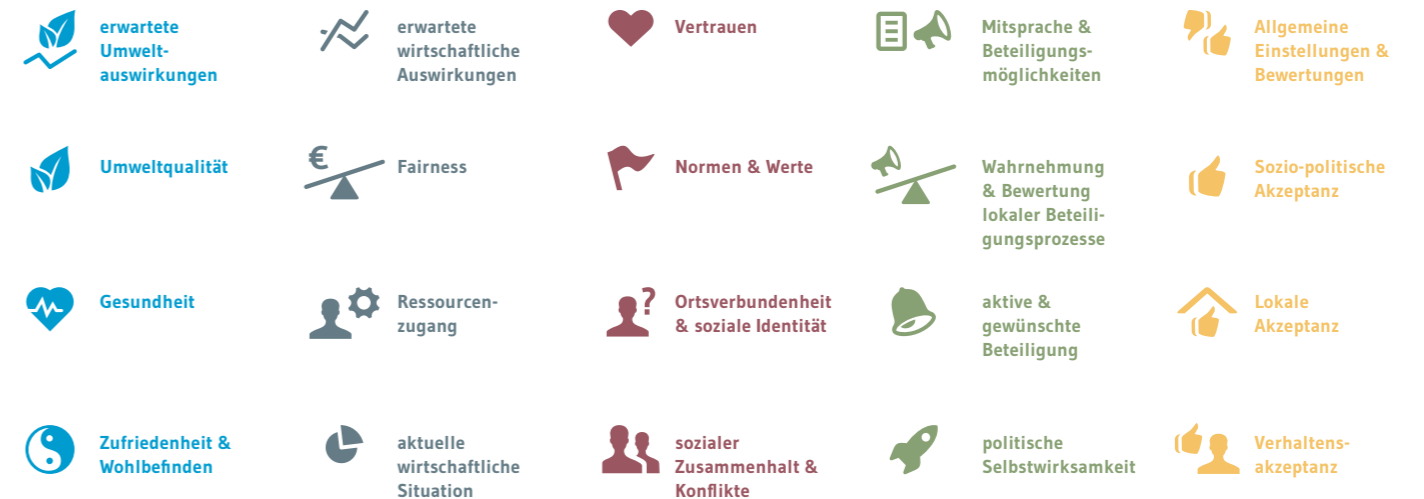 erwartete
Umwelt-
auswirkungen
erwartete
wirtschaftliche
Auswirkungen
Vertrauen
Mitsprache &
Beteiligungs-
möglichkeiten
Allgemeine
Einstellungen &
Bewertungen
Umweltqualität
€
Fairness
Normen & Werte
Wahrnehmung
& Bewertung
lokaler Beteili-
gungsprozesse
Sozio-politische
Akzeptanz
Gesundheit
Ressourcen-
zugang
?
Ortsverbundenheit
& soziale Identität
aktive &
gewünschte
Beteiligung
Lokale
Akzeptanz
Zufriedenheit &
Wohlbefinden
aktuelle
wirtschaftliche
Situation
sozialer
Zusammenhalt &
Konflikte
politische
Selbstwirksamkeit
Verhaltens-
akzeptanz